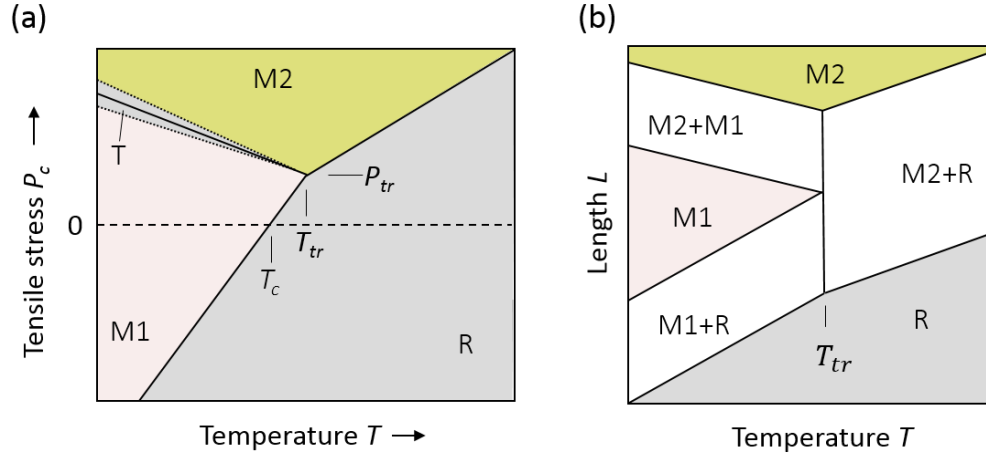 (a)
M2
T
P_tr
0
T_tr
T_c
M1
R
Tensile stress P_c →
Temperature T →
(b)
M2
M2+M1
M2+R
M1
M1+R
R
T_tr
Length L
Temperature T